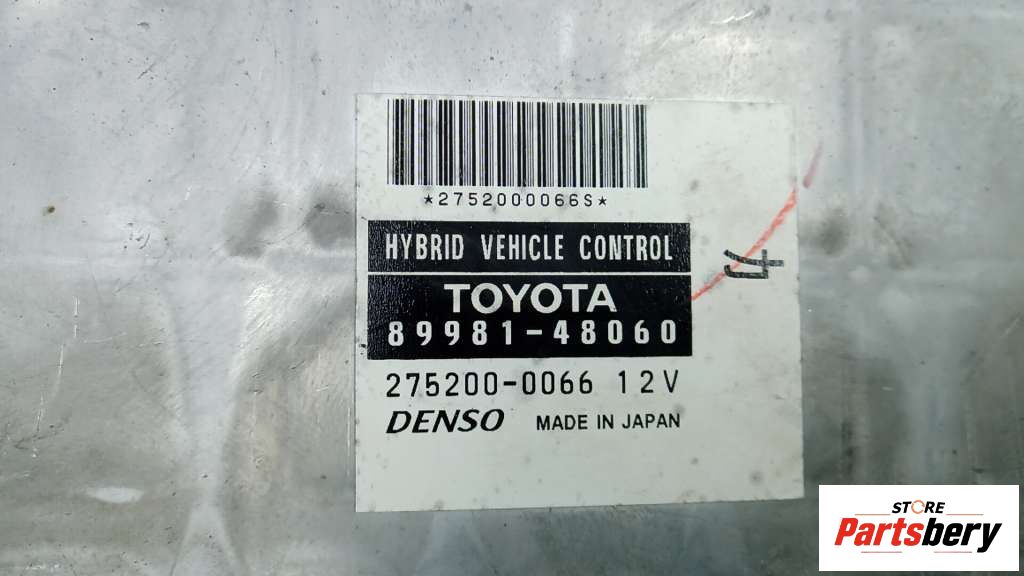 *2752000066S*
HYBRID VEHICLE CONTROL
TOYOTA
89981-48060
275200-0066 12V
DENSO MADE IN JAPAN
STORE
Partsbery